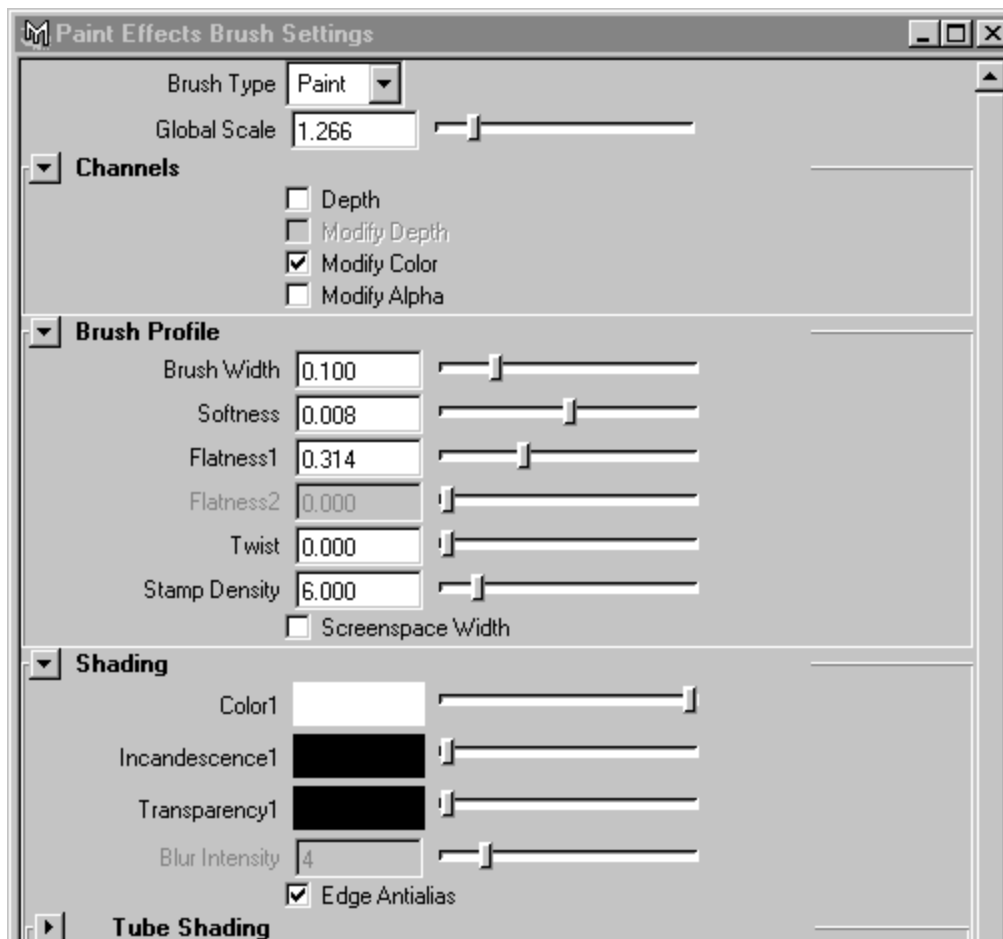 Paint Effects Brush Settings
Brush Type Paint
Global Scale 1.266
Channels
Depth
Modify Depth
Modify Color
Modify Alpha
Brush Profile
Brush Width 0.100
Softness 0.008
Flatness1 0.314
Flatness2 0.000
Twist 0.000
Stamp Density 6.000
Screenspace Width
Shading
Color1
Incandescence1
Transparency1
Blur Intensity 4
Edge Antialias
Tube Shading